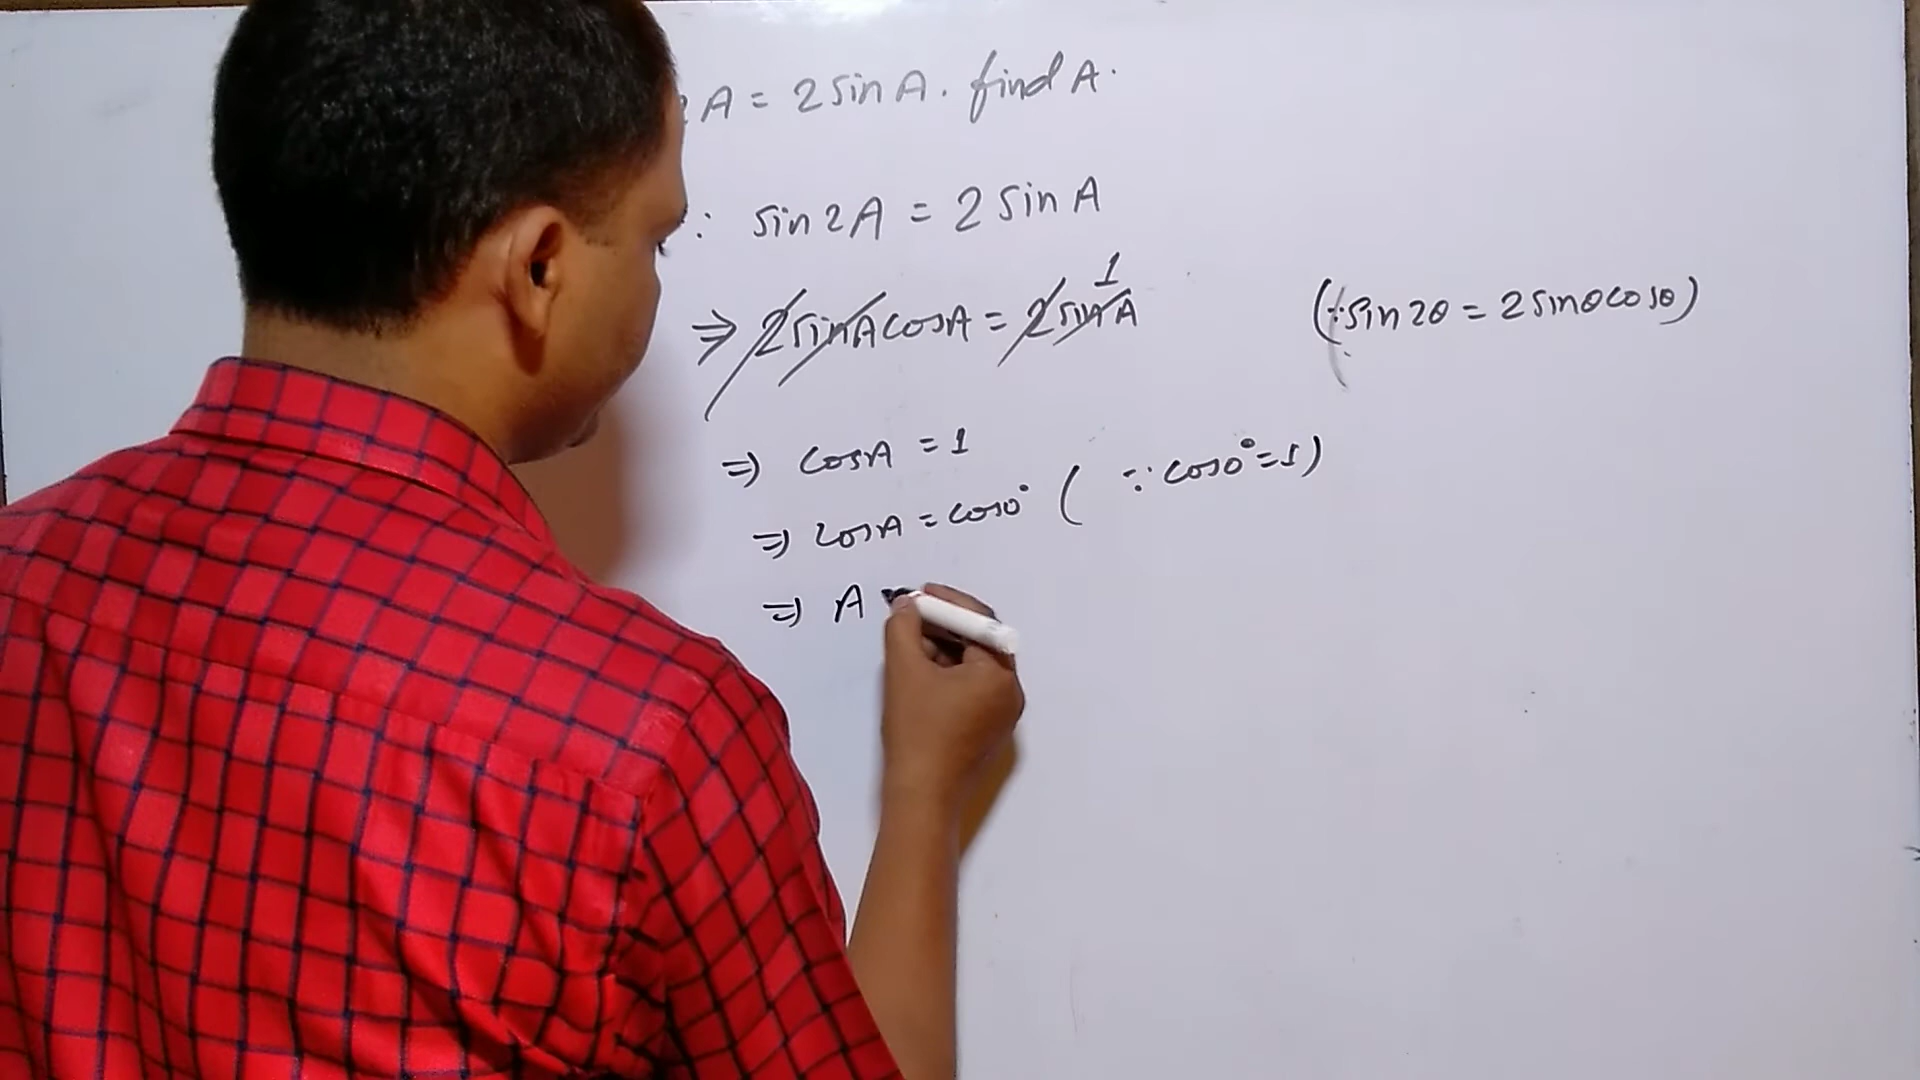 A = 2 sin A. find A.
: sin 2A = 2 sin A
⇒ 2 sinA cosA = 2 sinA 1 (∵ sin 2θ = 2 sinθ cosθ)
⇒ cosA = 1
⇒ cosA = cos0° ( ∵ cos0° = 1)
⇒ A